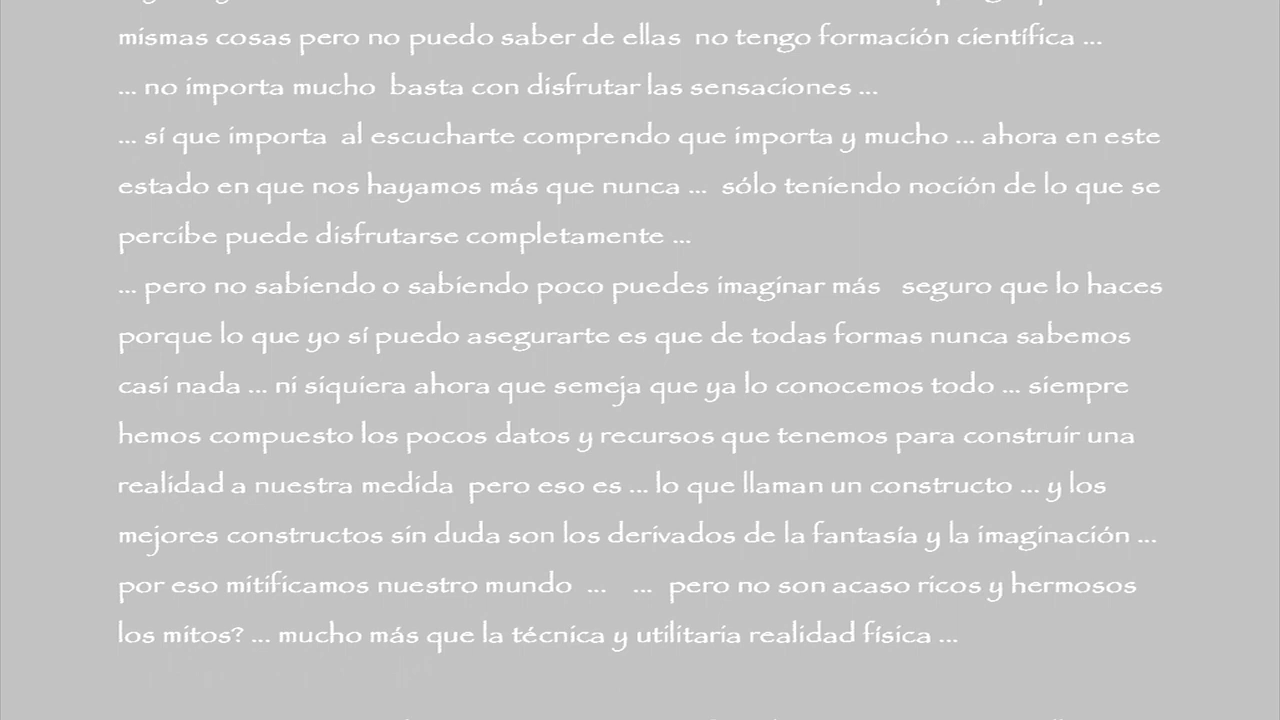 mismas cosas pero no puedo saber de ellas no tengo formación científica ...
... no importa mucho basta con disfrutar las sensaciones ...
... sí que importa al escucharte comprendo que importa y mucho ... ahora en este
estado en que nos hayamos más que nunca ... sólo teniendo noción de lo que se
percibe puede disfrutarse completamente ...
... pero no sabiendo o sabiendo poco puedes imaginar más seguro que lo haces
porque lo que yo sí puedo asegurarte es que de todas formas nunca sabemos
casi nada ... ni siquiera ahora que semeja que ya lo conocemos todo ... siempre
hemos compuesto los pocos datos y recursos que tenemos para construir una
realidad a nuestra medida pero eso es ... lo que llaman un constructo ... y los
mejores constructos sin duda son los derivados de la fantasía y la imaginación ...
por eso mitificamos nuestro mundo ... ... pero no son acaso ricos y hermosos
los mitos? ... mucho más que la técnica y utilitaria realidad física ...